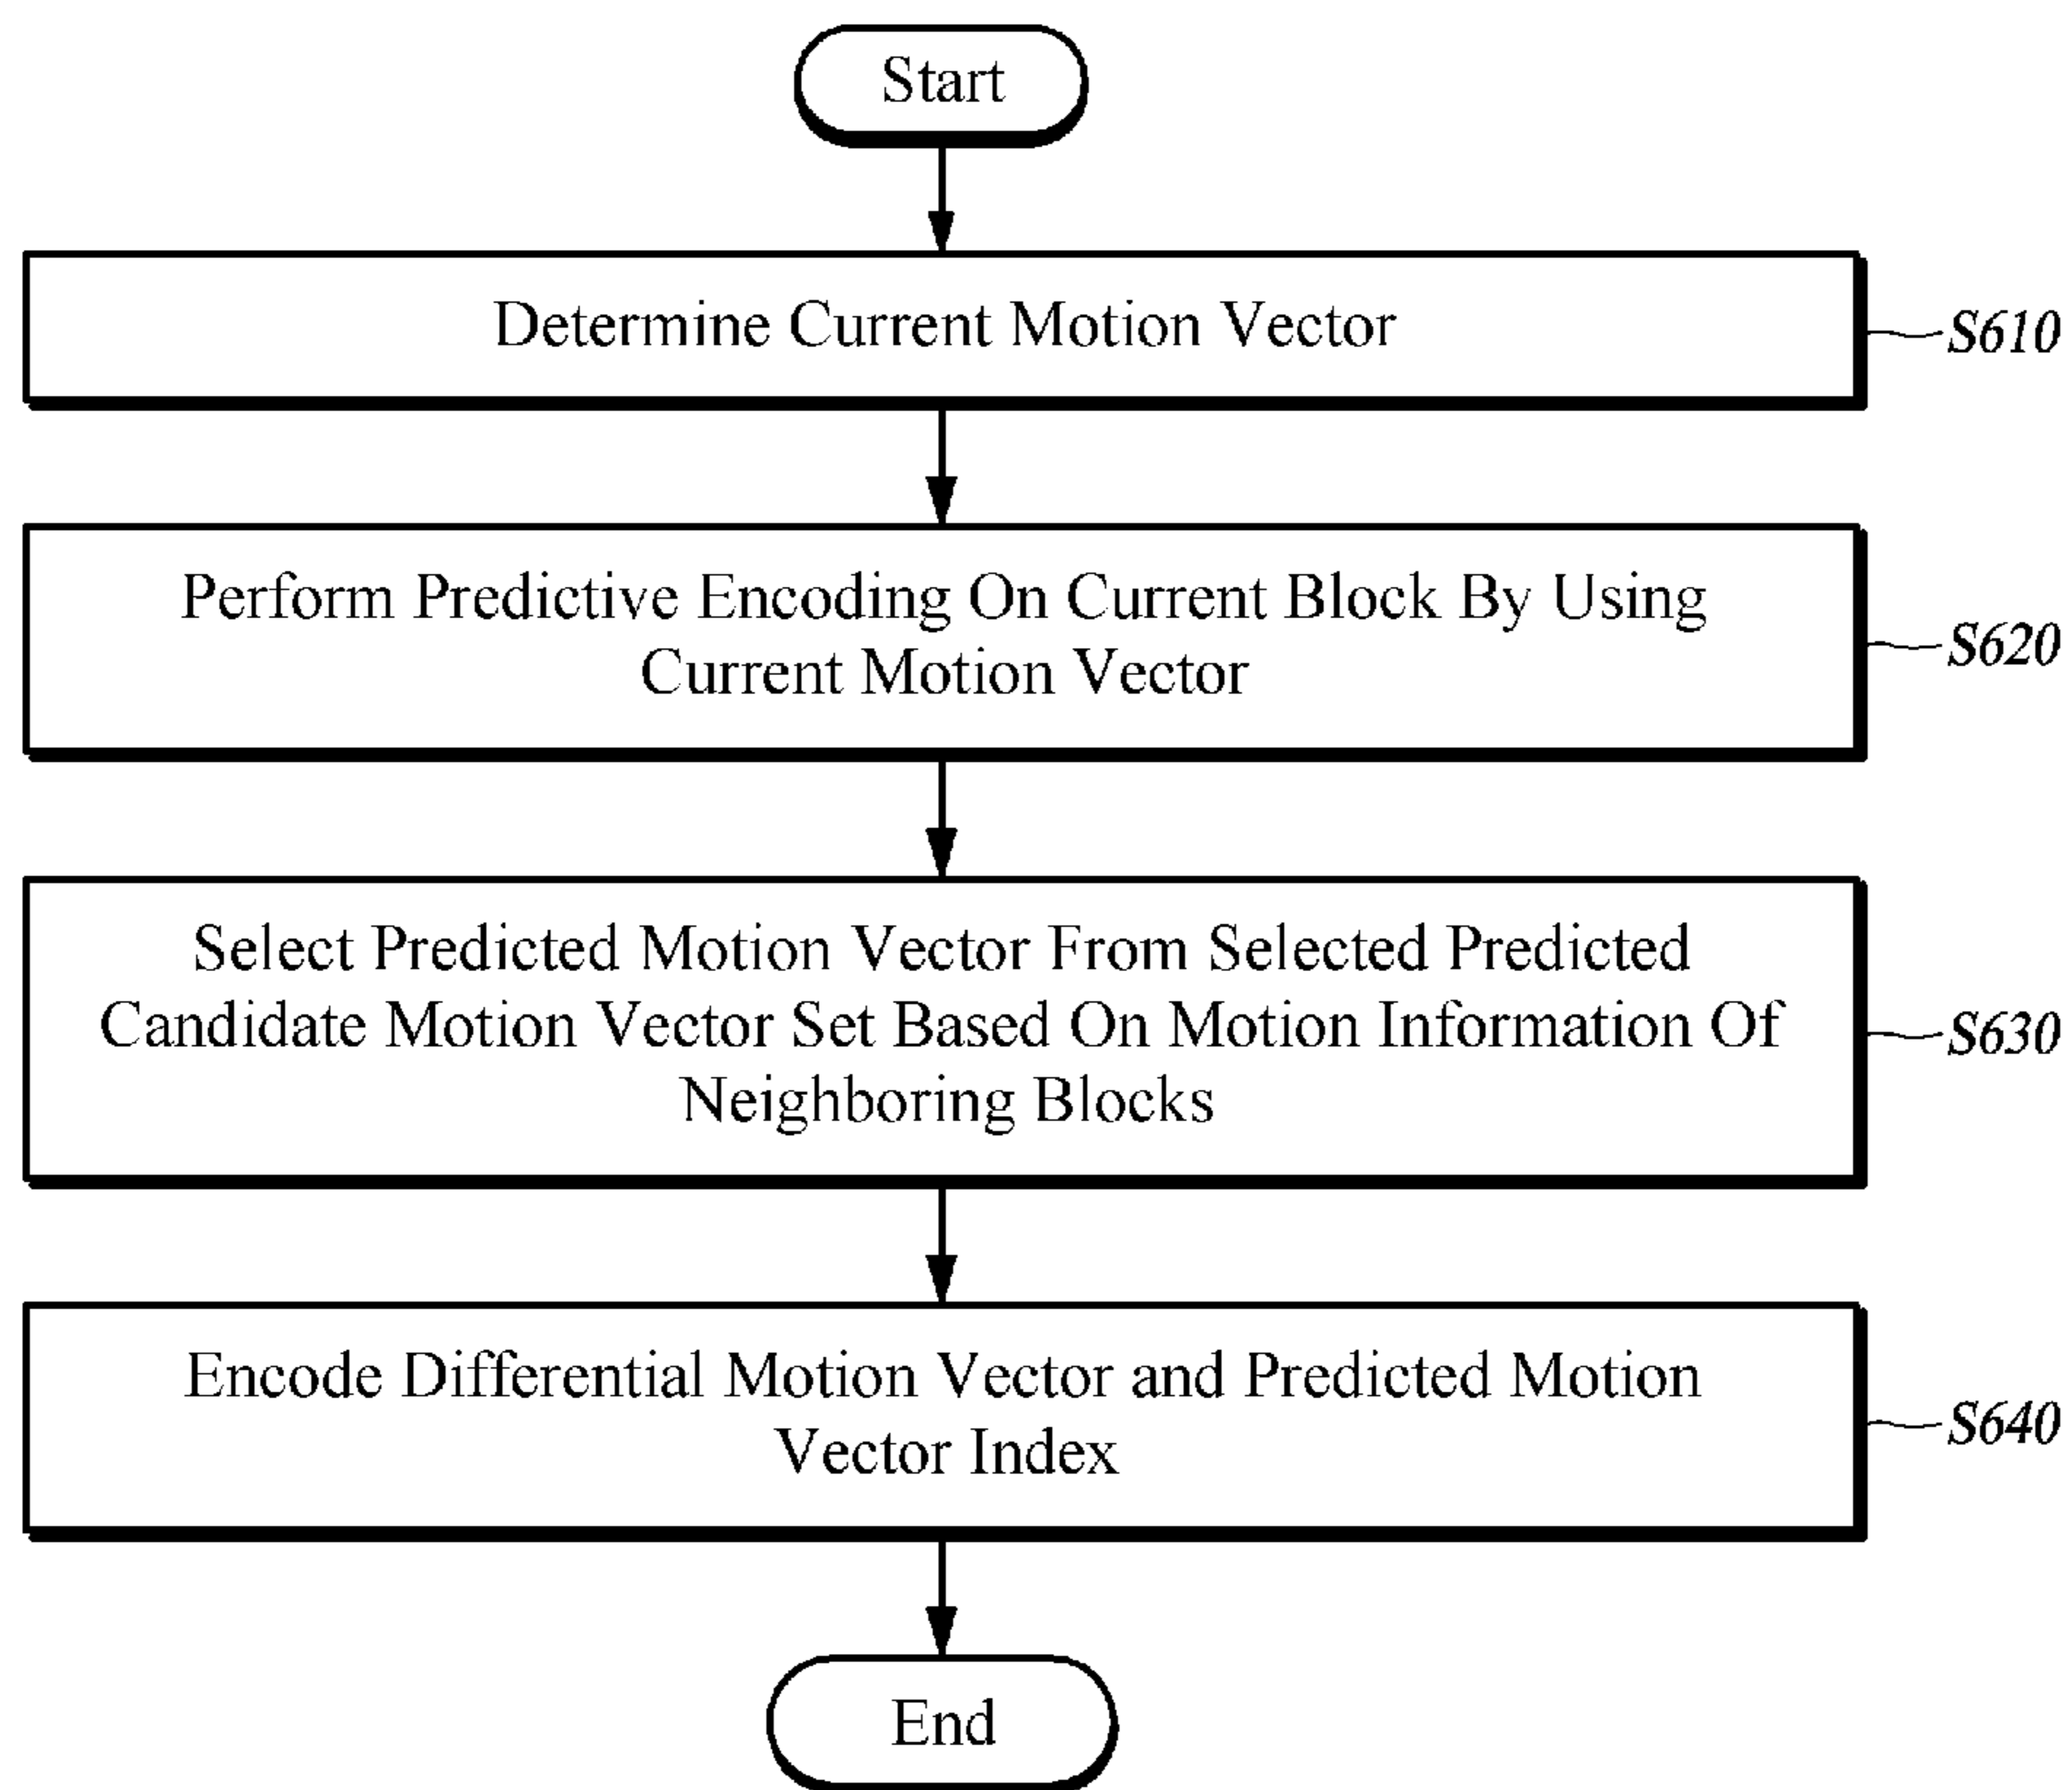 Start
Determine Current Motion Vector
S610
Perform Predictive Encoding On Current Block By Using
Current Motion Vector
S620
Select Predicted Motion Vector From Selected Predicted
Candidate Motion Vector Set Based On Motion Information Of
Neighboring Blocks
S630
Encode Differential Motion Vector and Predicted Motion
Vector Index
S640
End